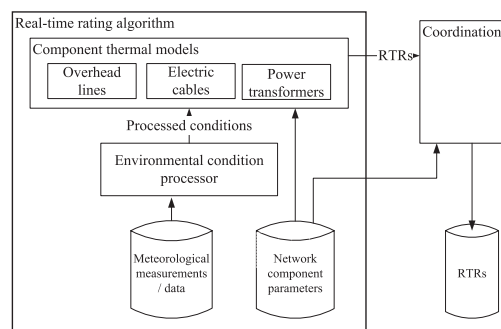 Real-time rating algorithm
Component thermal models
Overhead
lines
Electric
cables
Power
transformers
RTRs
Coordination
Processed conditions
Environmental condition
processor
Meteorological
measurements
/ data
Network
component
parameters
RTRs